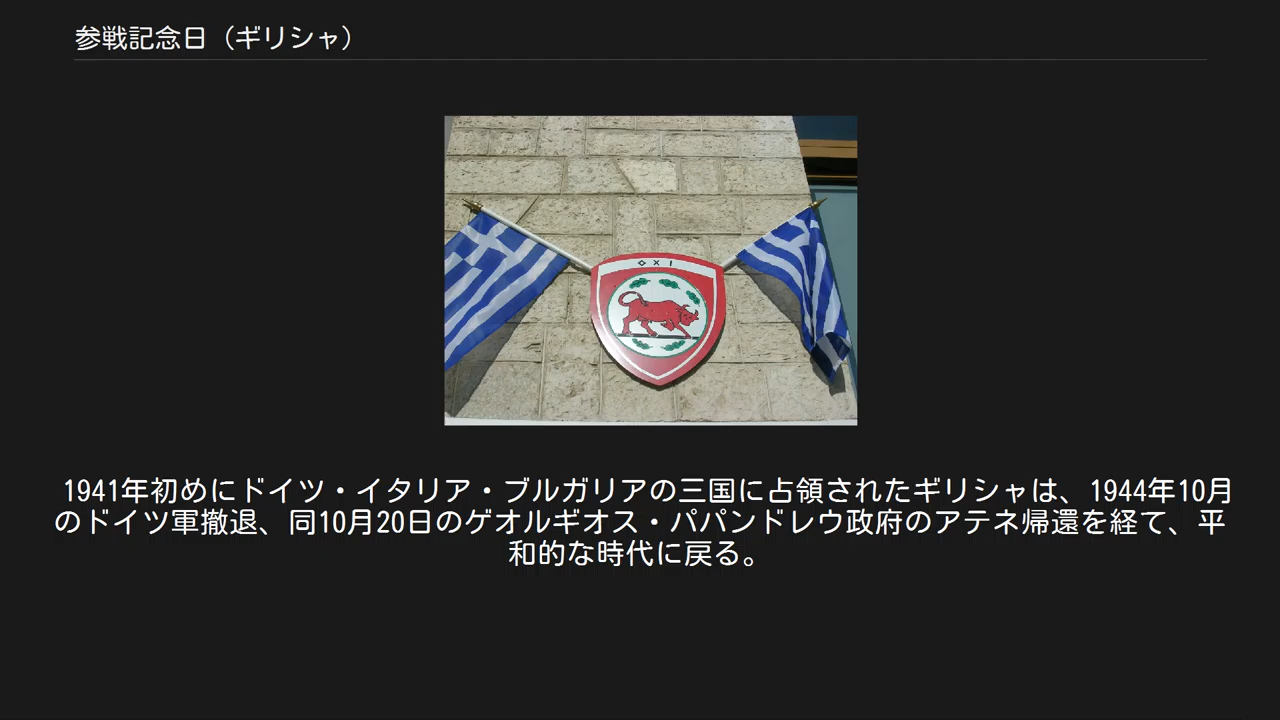 参戦記念日（ギリシャ）
ΟΧΙ
1941年初めにドイツ・イタリア・ブルガリアの三国に占領されたギリシャは、1944年10月
のドイツ軍撤退、同10月20日のゲオルギオス・パパンドレウ政府のアテネ帰還を経て、平
和的な時代に戻る。